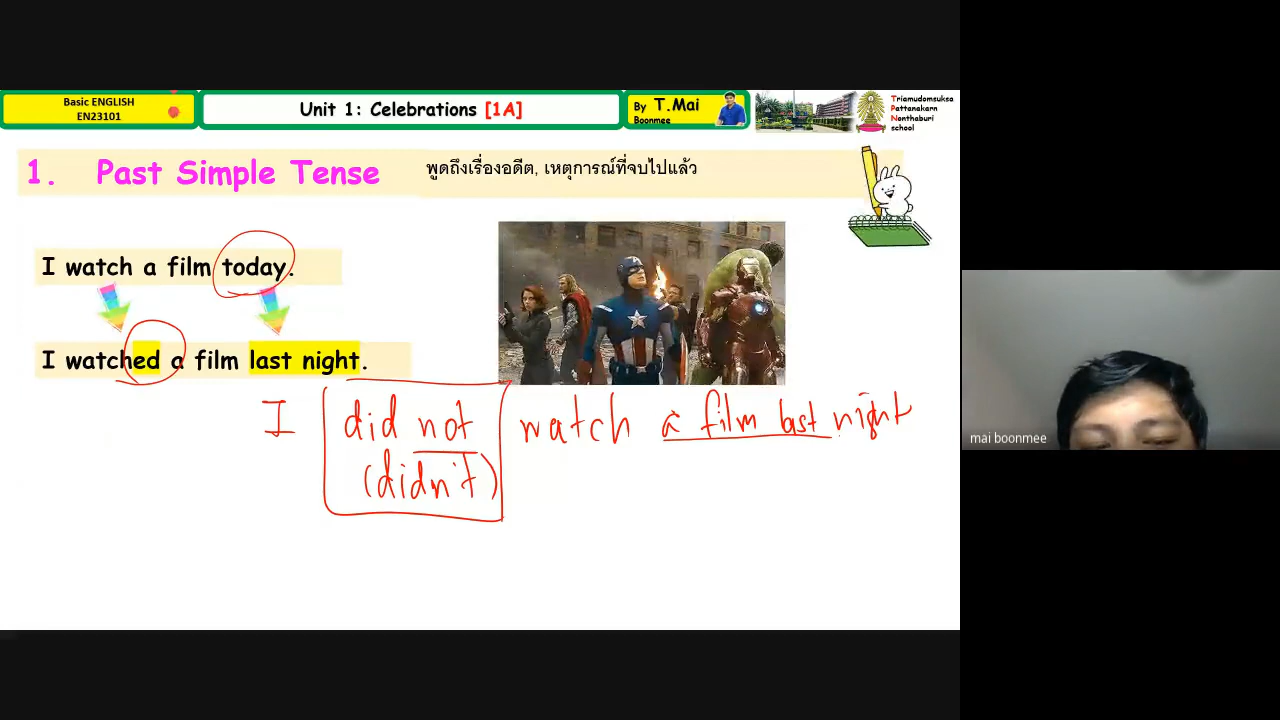 Basic ENGLISH
EN23101
Unit 1: Celebrations [1A]
By T.Mai
Boonmee
Triamudomsuksa
Pattanakarn
Nonthaburi
school
1. Past Simple Tense
พูดถึงเรื่องอดีต, เหตุการณ์ที่จบไปแล้ว
I watch a film today.
I watched a film last night.
I did not watch a film last night
(didn't)
mai boonmee